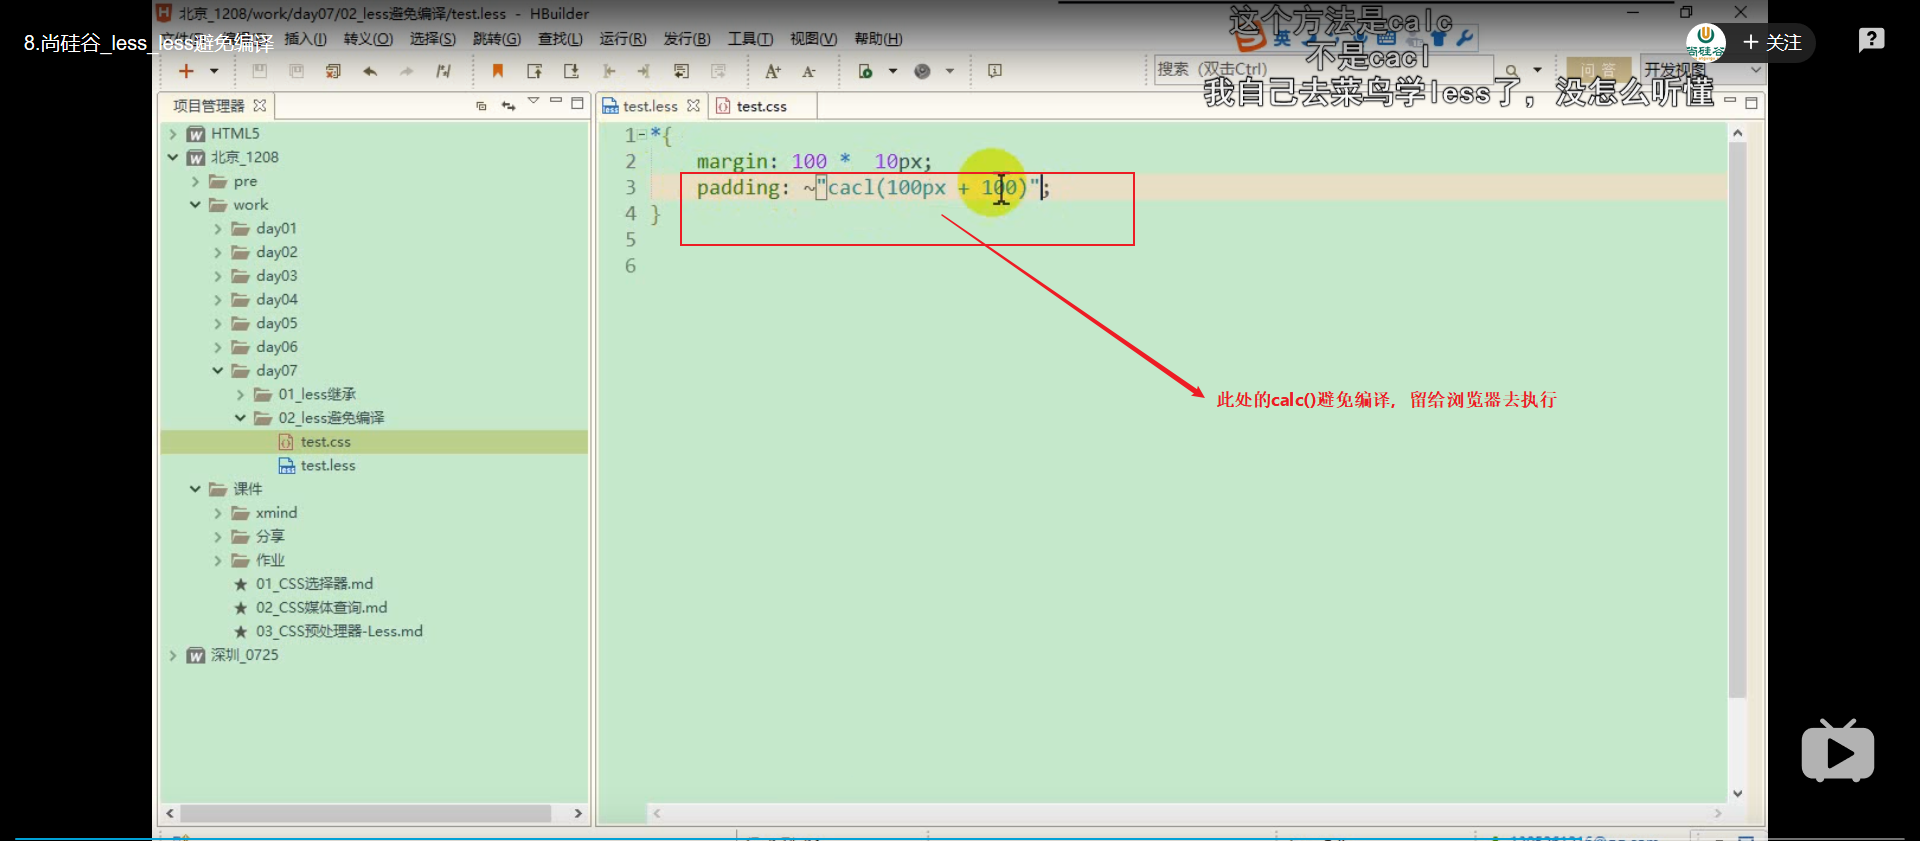 北京_1208/work/day07/02_less避免编译/test.less - HBuilder
8.尚硅谷_less_less避免编译
插入(I) 转义(O) 选择(S) 跳转(G) 查找(L) 运行(R) 发行(B) 工具(T) 视图(V) 帮助(H)
这个方法是calc
不是cacl
我自己去菜鸟学less了，没怎么听懂
英
尚硅谷
+ 关注
搜索 (双击Ctrl)
问答
开发视图
项目管理器
test.less
test.css
HTML5
北京_1208
pre
work
day01
day02
day03
day04
day05
day06
day07
01_less继承
02_less避免编译
test.css
test.less
课件
xmind
分享
作业
01_CSS选择器.md
02_CSS媒体查询.md
03_CSS预处理器-Less.md
深圳_0725
1 *{
2 margin: 100 * 10px;
3 padding: ~"cacl(100px + 100)";
4 }
5
6
此处的calc()避免编译，留给浏览器去执行